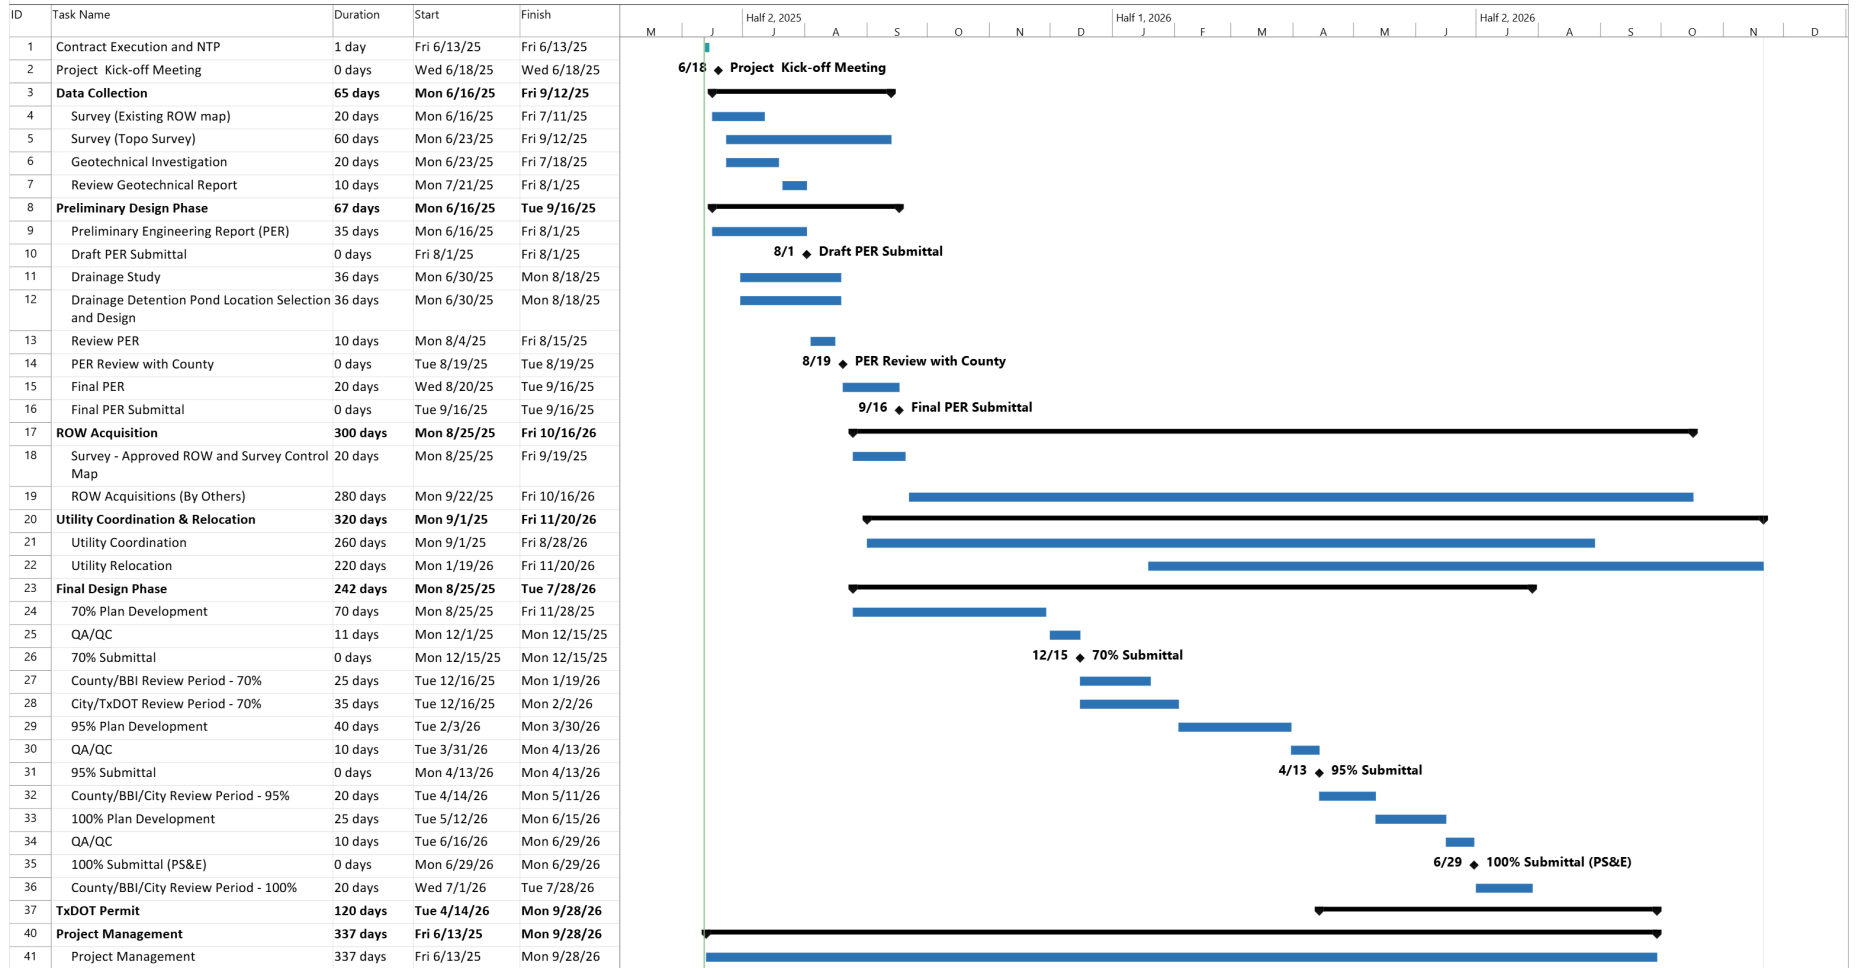 ID Task Name Duration Start Finish
Half 2, 2025 Half 1, 2026 Half 2, 2026
M J J A S O N D J F M A M J J A S O N D
1 Contract Execution and NTP 1 day Fri 6/13/25 Fri 6/13/25
2 Project Kick-off Meeting 0 days Wed 6/18/25 Wed 6/18/25 6/18 Project Kick-off Meeting
3 Data Collection 65 days Mon 6/16/25 Fri 9/12/25
4 Survey (Existing ROW map) 20 days Mon 6/16/25 Fri 7/11/25
5 Survey (Topo Survey) 60 days Mon 6/23/25 Fri 9/12/25
6 Geotechnical Investigation 20 days Mon 6/23/25 Fri 7/18/25
7 Review Geotechnical Report 10 days Mon 7/21/25 Fri 8/1/25
8 Preliminary Design Phase 67 days Mon 6/16/25 Tue 9/16/25
9 Preliminary Engineering Report (PER) 35 days Mon 6/16/25 Fri 8/1/25
10 Draft PER Submittal 0 days Fri 8/1/25 Fri 8/1/25 8/1 Draft PER Submittal
11 Drainage Study 36 days Mon 6/30/25 Mon 8/18/25
12 Drainage Detention Pond Location Selection 36 days Mon 6/30/25 Mon 8/18/25
and Design
13 Review PER 10 days Mon 8/4/25 Fri 8/15/25
14 PER Review with County 0 days Tue 8/19/25 Tue 8/19/25 8/19 PER Review with County
15 Final PER 20 days Wed 8/20/25 Tue 9/16/25
16 Final PER Submittal 0 days Tue 9/16/25 Tue 9/16/25 9/16 Final PER Submittal
17 ROW Acquisition 300 days Mon 8/25/25 Fri 10/16/26
18 Survey - Approved ROW and Survey Control 20 days Mon 8/25/25 Fri 9/19/25
Map
19 ROW Acquisitions (By Others) 280 days Mon 9/22/25 Fri 10/16/26
20 Utility Coordination & Relocation 320 days Mon 9/1/25 Fri 11/20/26
21 Utility Coordination 260 days Mon 9/1/25 Fri 8/28/26
22 Utility Relocation 220 days Mon 1/19/26 Fri 11/20/26
23 Final Design Phase 242 days Mon 8/25/25 Tue 7/28/26
24 70% Plan Development 70 days Mon 8/25/25 Fri 11/28/25
25 QA/QC 11 days Mon 12/1/25 Mon 12/15/25
26 70% Submittal 0 days Mon 12/15/25 Mon 12/15/25 12/15 70% Submittal
27 County/BBI Review Period - 70% 25 days Tue 12/16/25 Mon 1/19/26
28 City/TxDOT Review Period - 70% 35 days Tue 12/16/25 Mon 2/2/26
29 95% Plan Development 40 days Tue 2/3/26 Mon 3/30/26
30 QA/QC 10 days Tue 3/31/26 Mon 4/13/26
31 95% Submittal 0 days Mon 4/13/26 Mon 4/13/26 4/13 95% Submittal
32 County/BBI/City Review Period - 95% 20 days Tue 4/14/26 Mon 5/11/26
33 100% Plan Development 25 days Tue 5/12/26 Mon 6/15/26
34 QA/QC 10 days Tue 6/16/26 Mon 6/29/26
35 100% Submittal (PS&E) 0 days Mon 6/29/26 Mon 6/29/26 6/29 100% Submittal (PS&E)
36 County/BBI/City Review Period - 100% 20 days Wed 7/1/26 Tue 7/28/26
37 TxDOT Permit 120 days Tue 4/14/26 Mon 9/28/26
40 Project Management 337 days Fri 6/13/25 Mon 9/28/26
41 Project Management 337 days Fri 6/13/25 Mon 9/28/26